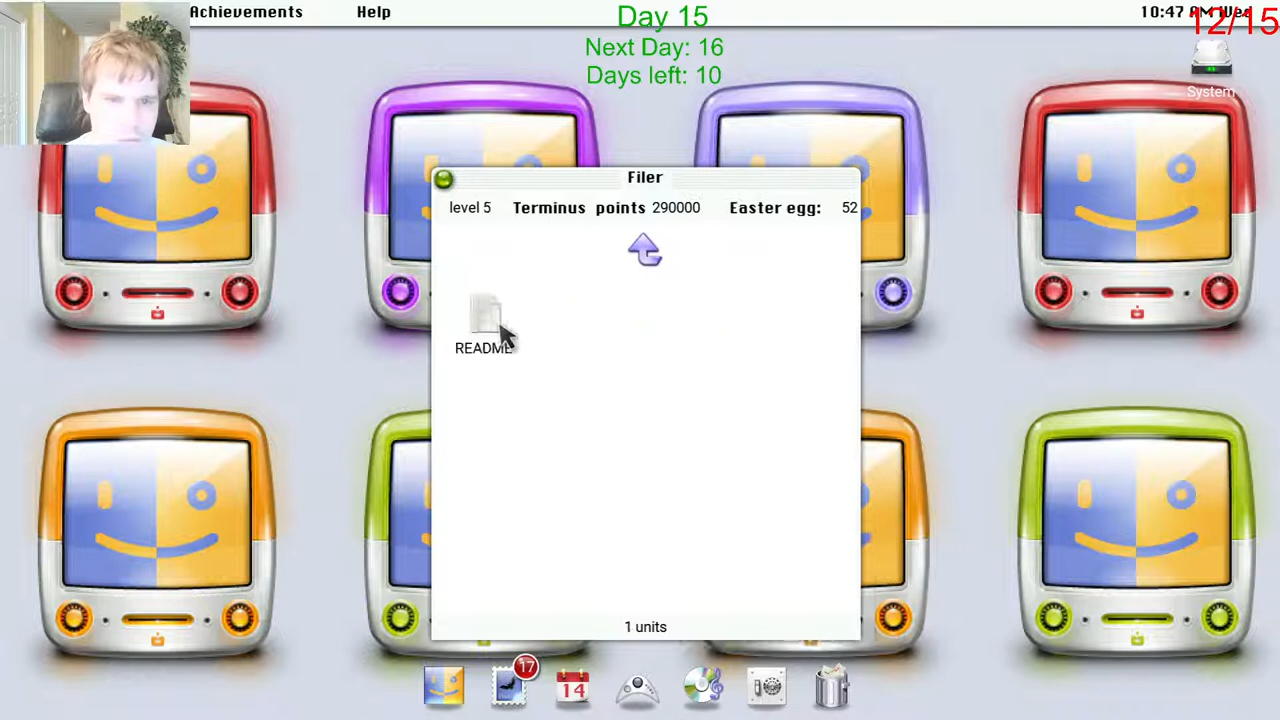 Achievements Help
10:47 AM Wed
12/15
Day 15
Next Day: 16
Days left: 10
System
Filer
level 5 Terminus points 290000 Easter egg: 52
README
1 units
17
14